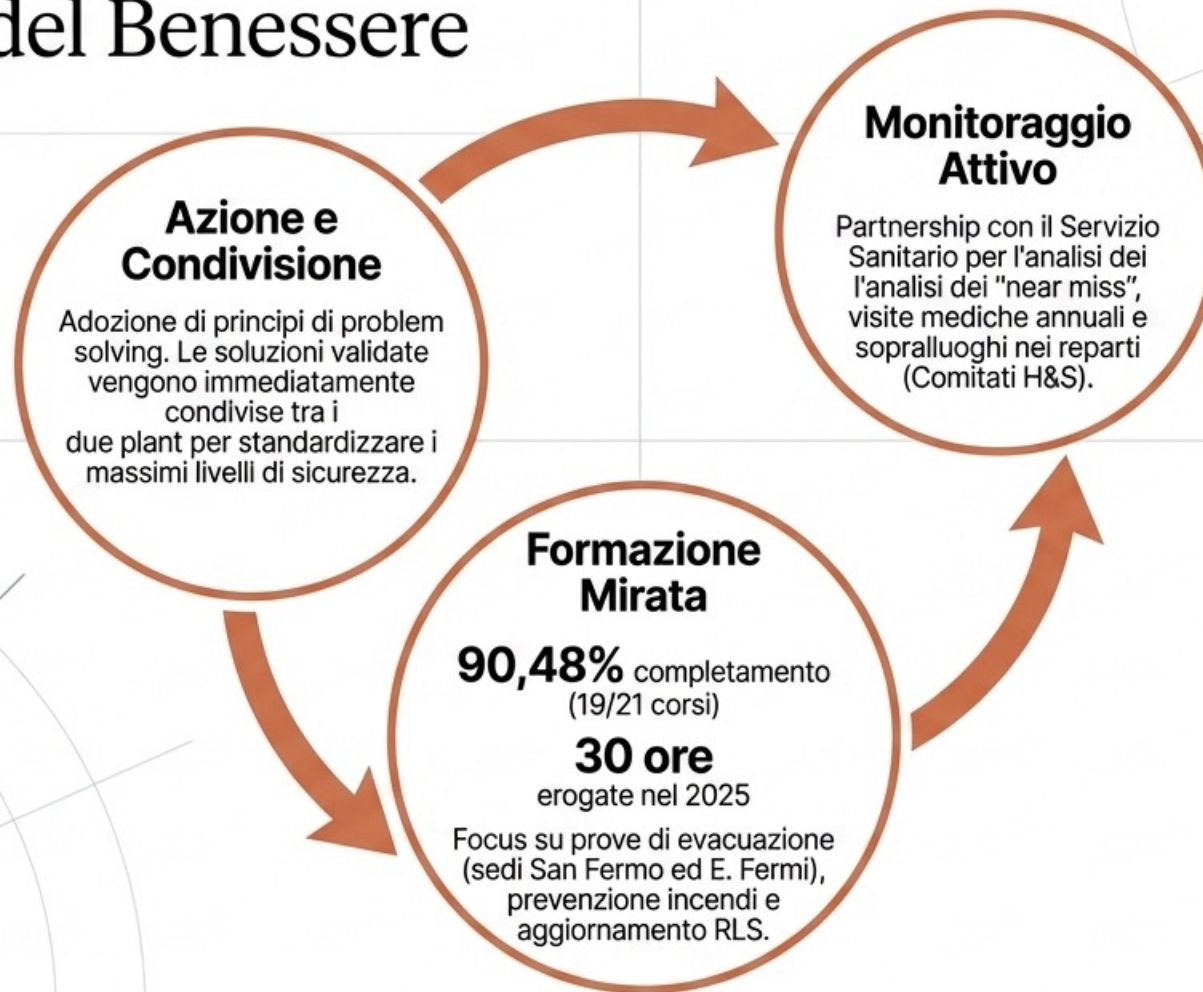 del Benessere
Azione e
Condivisione
Adozione di principi di problem
solving. Le soluzioni validate
vengono immediatamente
condivise tra i
due plant per standardizzare i
massimi livelli di sicurezza.
Monitoraggio
Attivo
Partnership con il Servizio
Sanitario per l'analisi dei
l'analisi dei "near miss”,
visite mediche annuali e
sopralluoghi nei reparti
(Comitati H&S).
Formazione
Mirata
90,48% completamento
(19/21 corsi)
30 ore
erogate nel 2025
Focus su prove di evacuazione
(sedi San Fermo ed E. Fermi),
prevenzione incendi e
aggiornamento RLS.